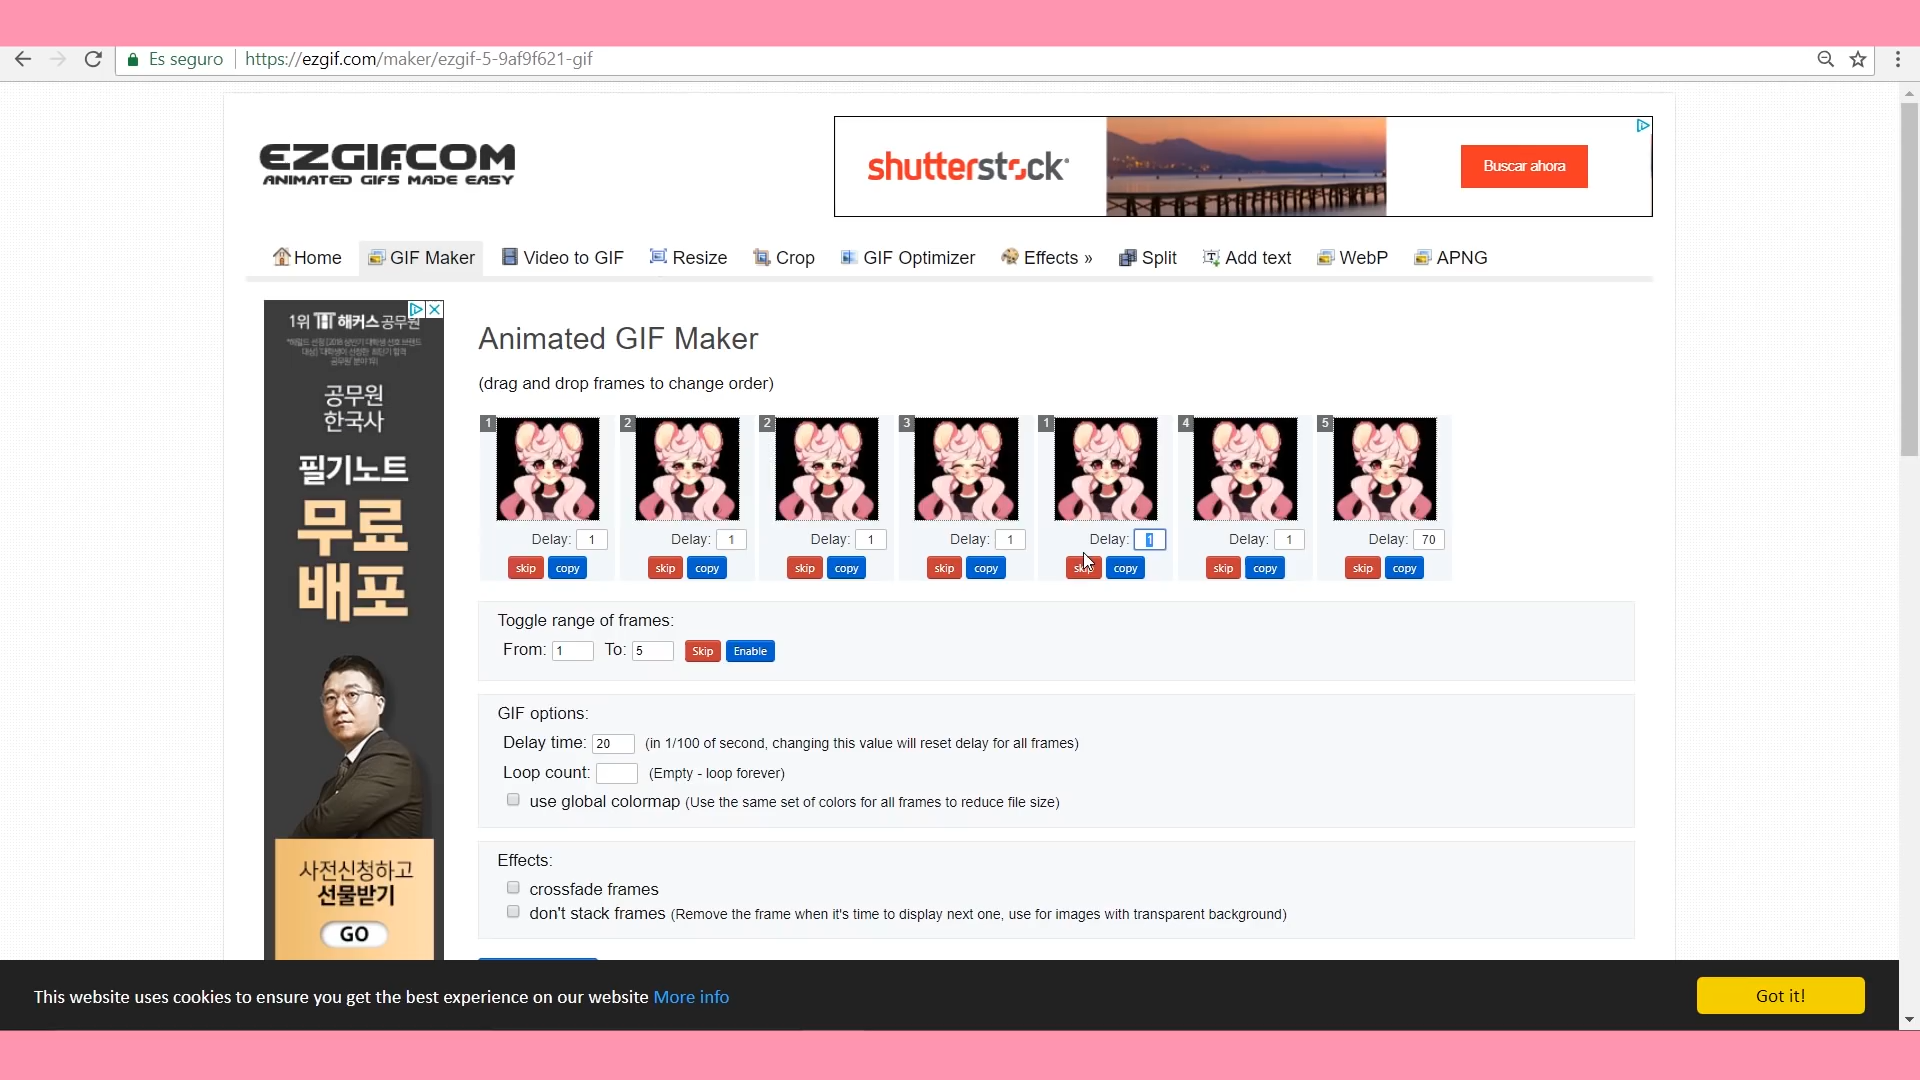 Es seguro https://ezgif.com/maker/ezgif-5-9af9f621-gif
EZGIF.COM
ANIMATED GIFS MADE EASY
shutterstock
Buscar ahora
Home GIF Maker Video to GIF Resize Crop GIF Optimizer Effects » Split Add text WebP APNG
1위 해커스 공무원
공무원
한국사
필기노트
무료
배포
사전신청하고
선물받기
GO
Animated GIF Maker
(drag and drop frames to change order)
1 2 2 3 1 4 5
Delay: 1 Delay: 1 Delay: 1 Delay: 1 Delay: 1 Delay: 1 Delay: 70
skip copy skip copy skip copy skip copy skip copy skip copy skip copy
Toggle range of frames:
From: 1 To: 5 Skip Enable
GIF options:
Delay time: 20 (in 1/100 of second, changing this value will reset delay for all frames)
Loop count: (Empty - loop forever)
use global colormap (Use the same set of colors for all frames to reduce file size)
Effects:
crossfade frames
don't stack frames (Remove the frame when it's time to display next one, use for images with transparent background)
This website uses cookies to ensure you get the best experience on our website More info
Got it!